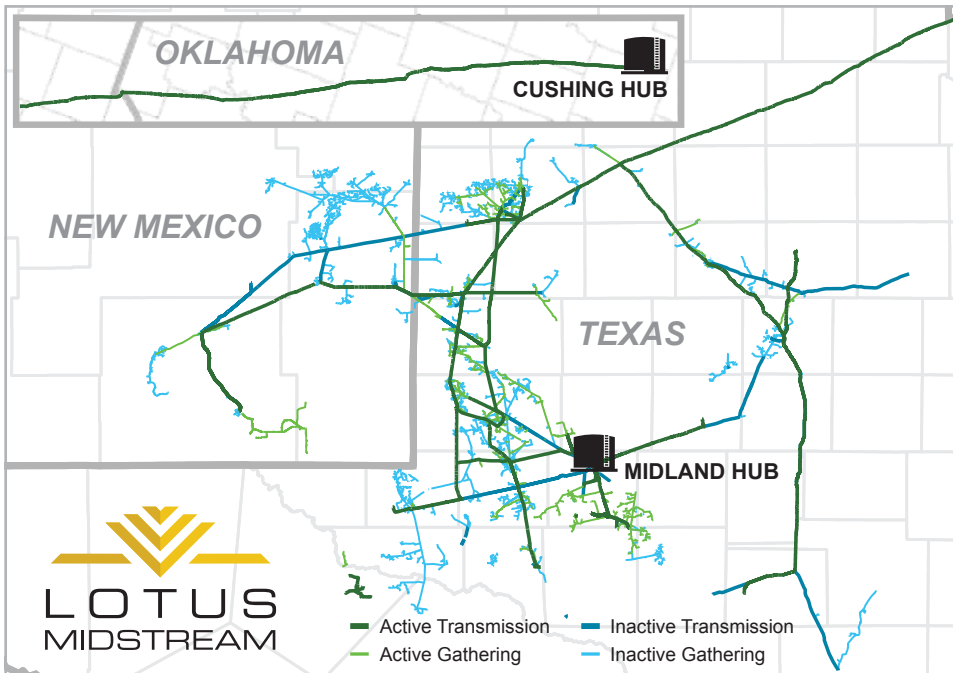 OKLAHOMA
CUSHING HUB
NEW MEXICO
TEXAS
MIDLAND HUB
LOTUS
MIDSTREAM
Active Transmission
Inactive Transmission
Active Gathering
Inactive Gathering